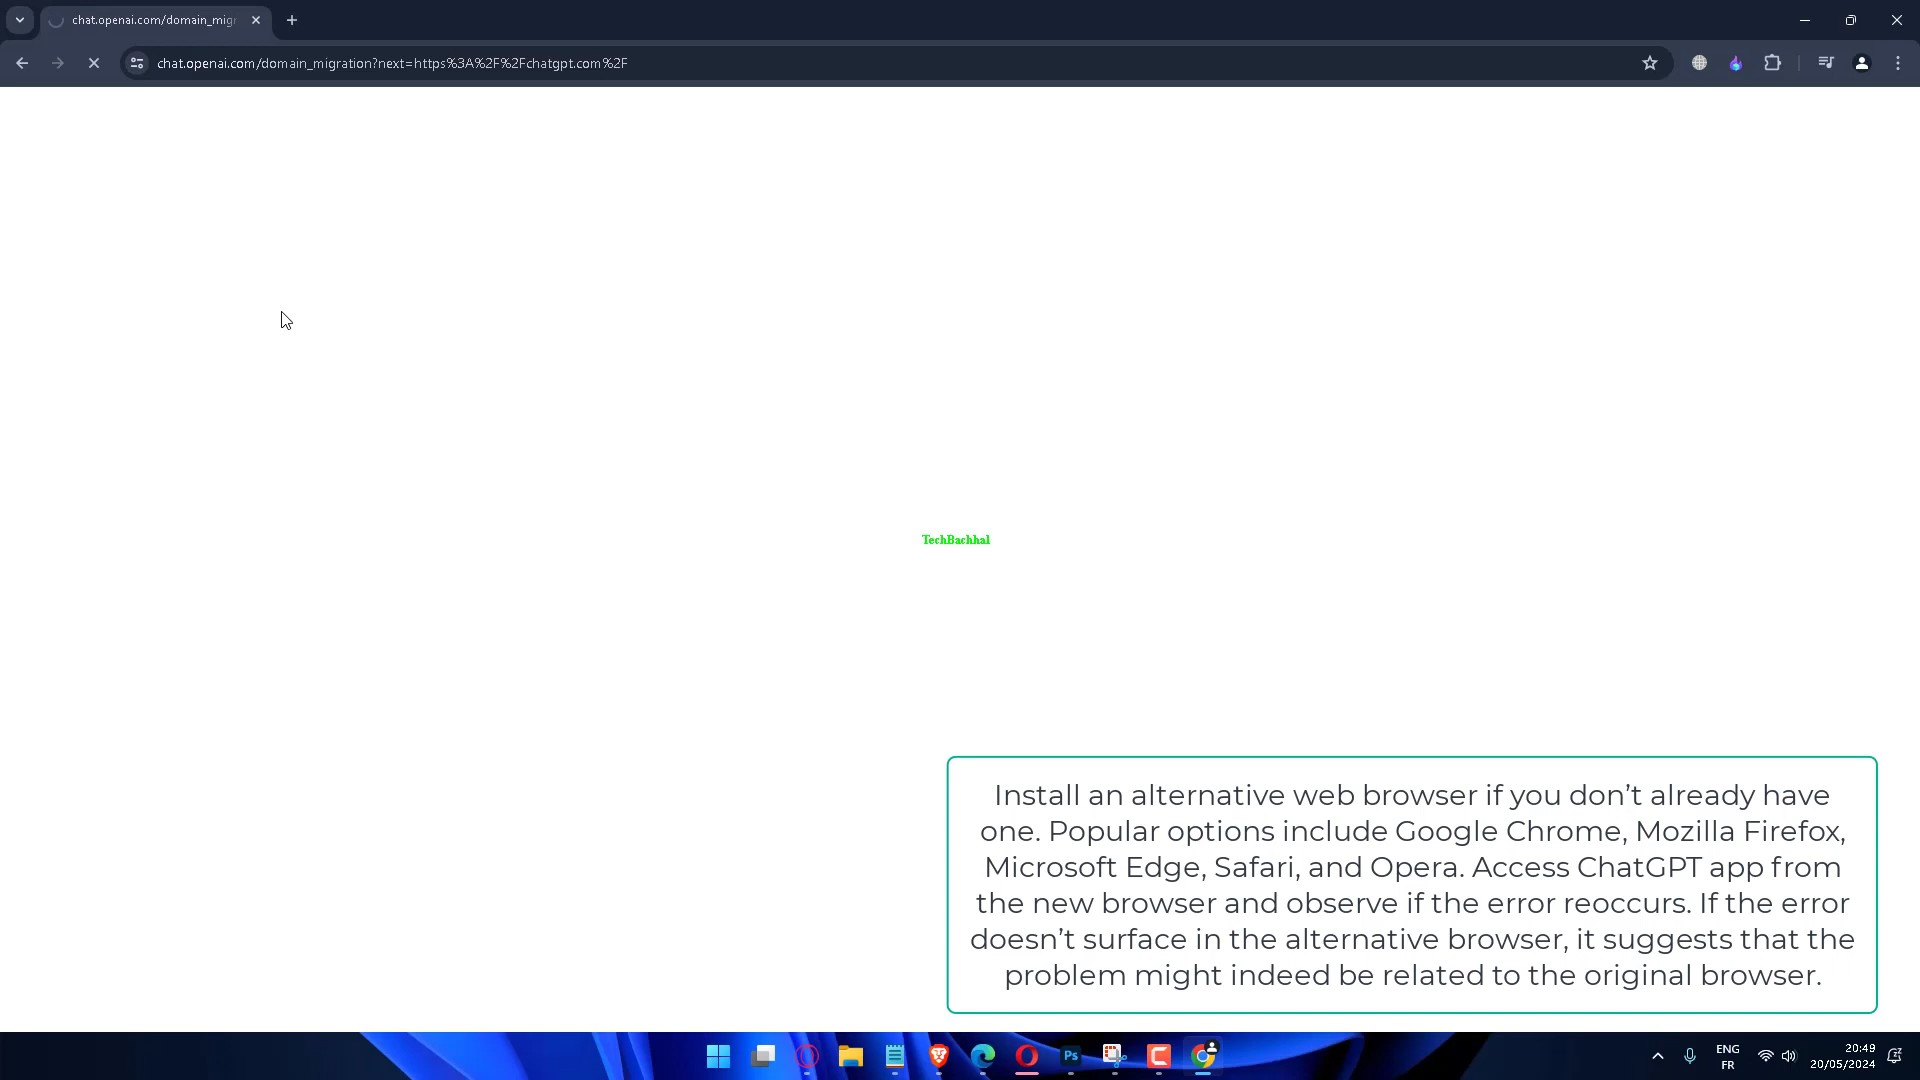 chat.openai.com/domain_migr
chat.openai.com/domain_migration?next=https%3A%2F%2Fchatgpt.com%2F
TechBachhal
Install an alternative web browser if you don’t already have
one. Popular options include Google Chrome, Mozilla Firefox,
Microsoft Edge, Safari, and Opera. Access ChatGPT app from
the new browser and observe if the error reoccurs. If the error
doesn’t surface in the alternative browser, it suggests that the
problem might indeed be related to the original browser.
Ps
ENG
FR
20:49
20/05/2024